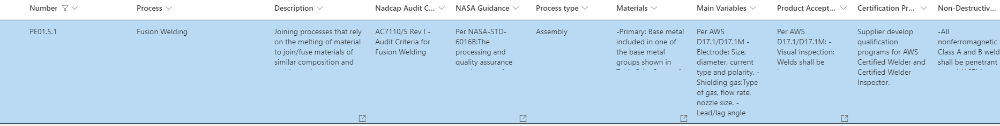 Number
Process
Description
Nadcap Audit C...
NASA Guidance
Process type
Materials
Main Variables
Product Accept...
Certification Pr...
Non-Destructiv...
PE01.5.1
Fusion Welding
Joining processes that rely
on the melting of material
to join/fuse materials of
similar composition and
AC7110/5 Rev I -
Audit Criteria for
Fusion Welding
Per NASA-STD-
6016B:The
processing and
quality assurance
Assembly
-Primary: Base metal
included in one of
the base metal
groups shown in
Per AWS
D17.1/D17.1M -
Electrode: Size,
diameter, current
type and polarity. -
Shielding gas:Type
of gas, flow rate,
nozzle size. -
Lead/lag angle
Per AWS
D17.1/D17.1M: -
Visual inspection:
Welds shall be
Supplier develop
qualification
programs for AWS
Certified Welder and
Certified Welder
Inspector.
-All
nonferromagnetic
Class A and B weld
shall be penetrant